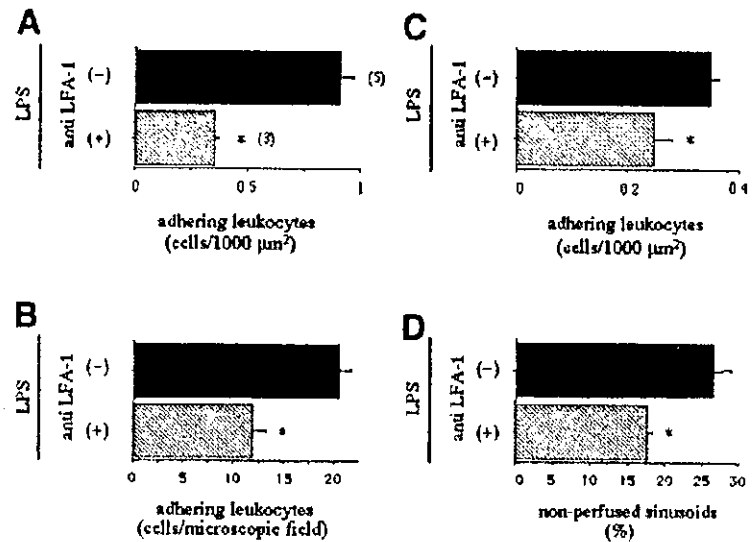 A
LPS
anti LFA-1
(-)
(5)
(+)
* (3)
0 0 5 1
adhering leukocytes
(cells/1000 µm²)
C
LPS
anti LFA-1
(-)
(+)
*
0 0 2 0 4
adhering leukocytes
(cells/1000 µm²)
B
LPS
anti LFA-1
(-)
(+)
*
0 5 10 15 20
adhering leukocytes
(cells/microscopic field)
D
LPS
anti LFA-1
(-)
(+)
*
0 5 10 15 20 25 30
non-perfused sinusoids
(%)